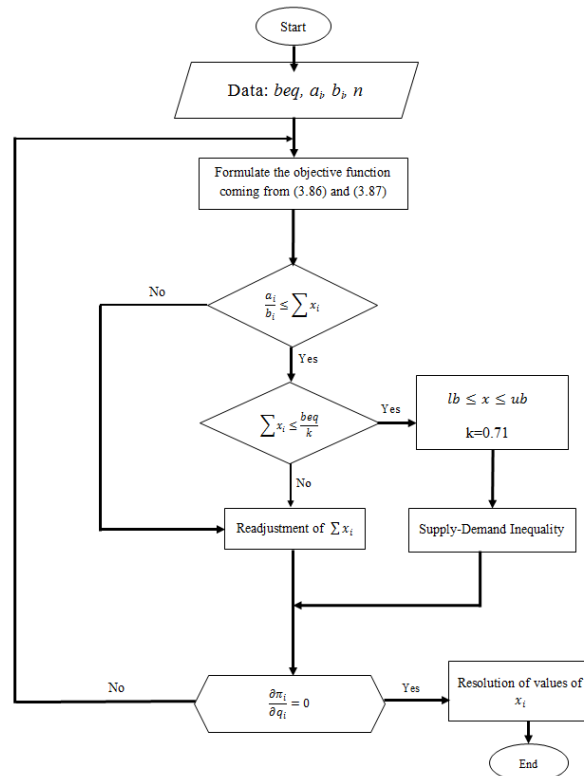 Start
Data: beq, aᵢ, bᵢ, n
Formulate the objective function
coming from (3.86) and (3.87)
No
aᵢ/bᵢ ≤ ∑ xᵢ
Yes
∑ xᵢ ≤ beq/k
Yes
lb ≤ x ≤ ub
k=0.71
No
Readjustment of ∑ xᵢ
Supply-Demand Inequality
No
∂πᵢ/∂qᵢ = 0
Yes
Resolution of values of
xᵢ
End